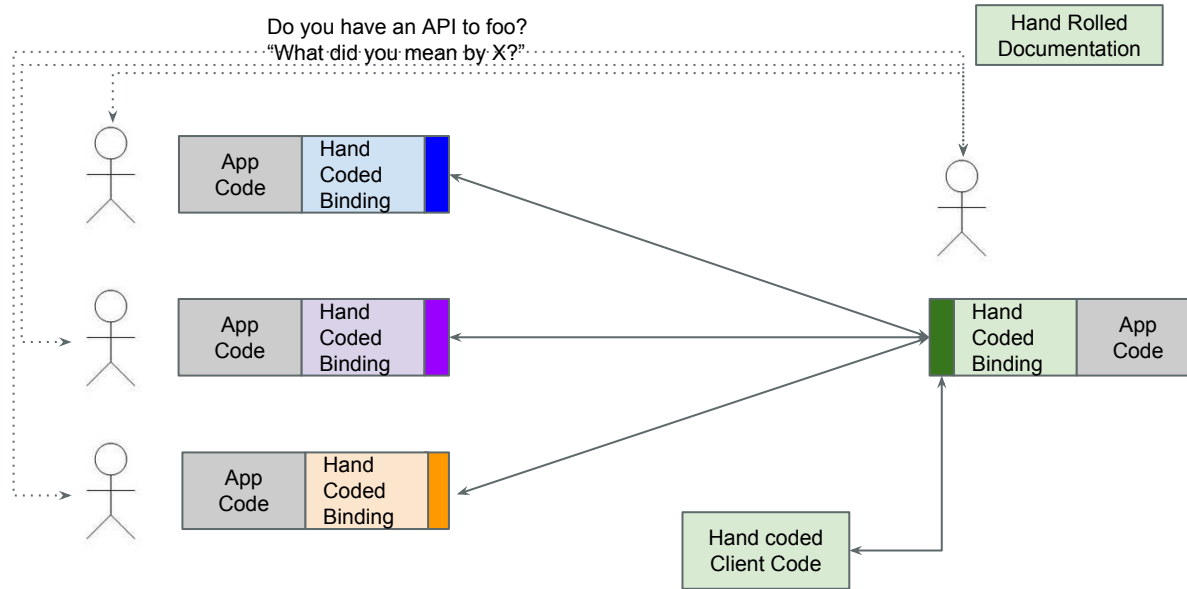 Do you have an API to foo?
“What did you mean by X?”
Hand Rolled
Documentation
App
Code
Hand
Coded
Binding
App
Code
Hand
Coded
Binding
Hand
Coded
Binding
App
Code
App
Code
Hand
Coded
Binding
Hand coded
Client Code